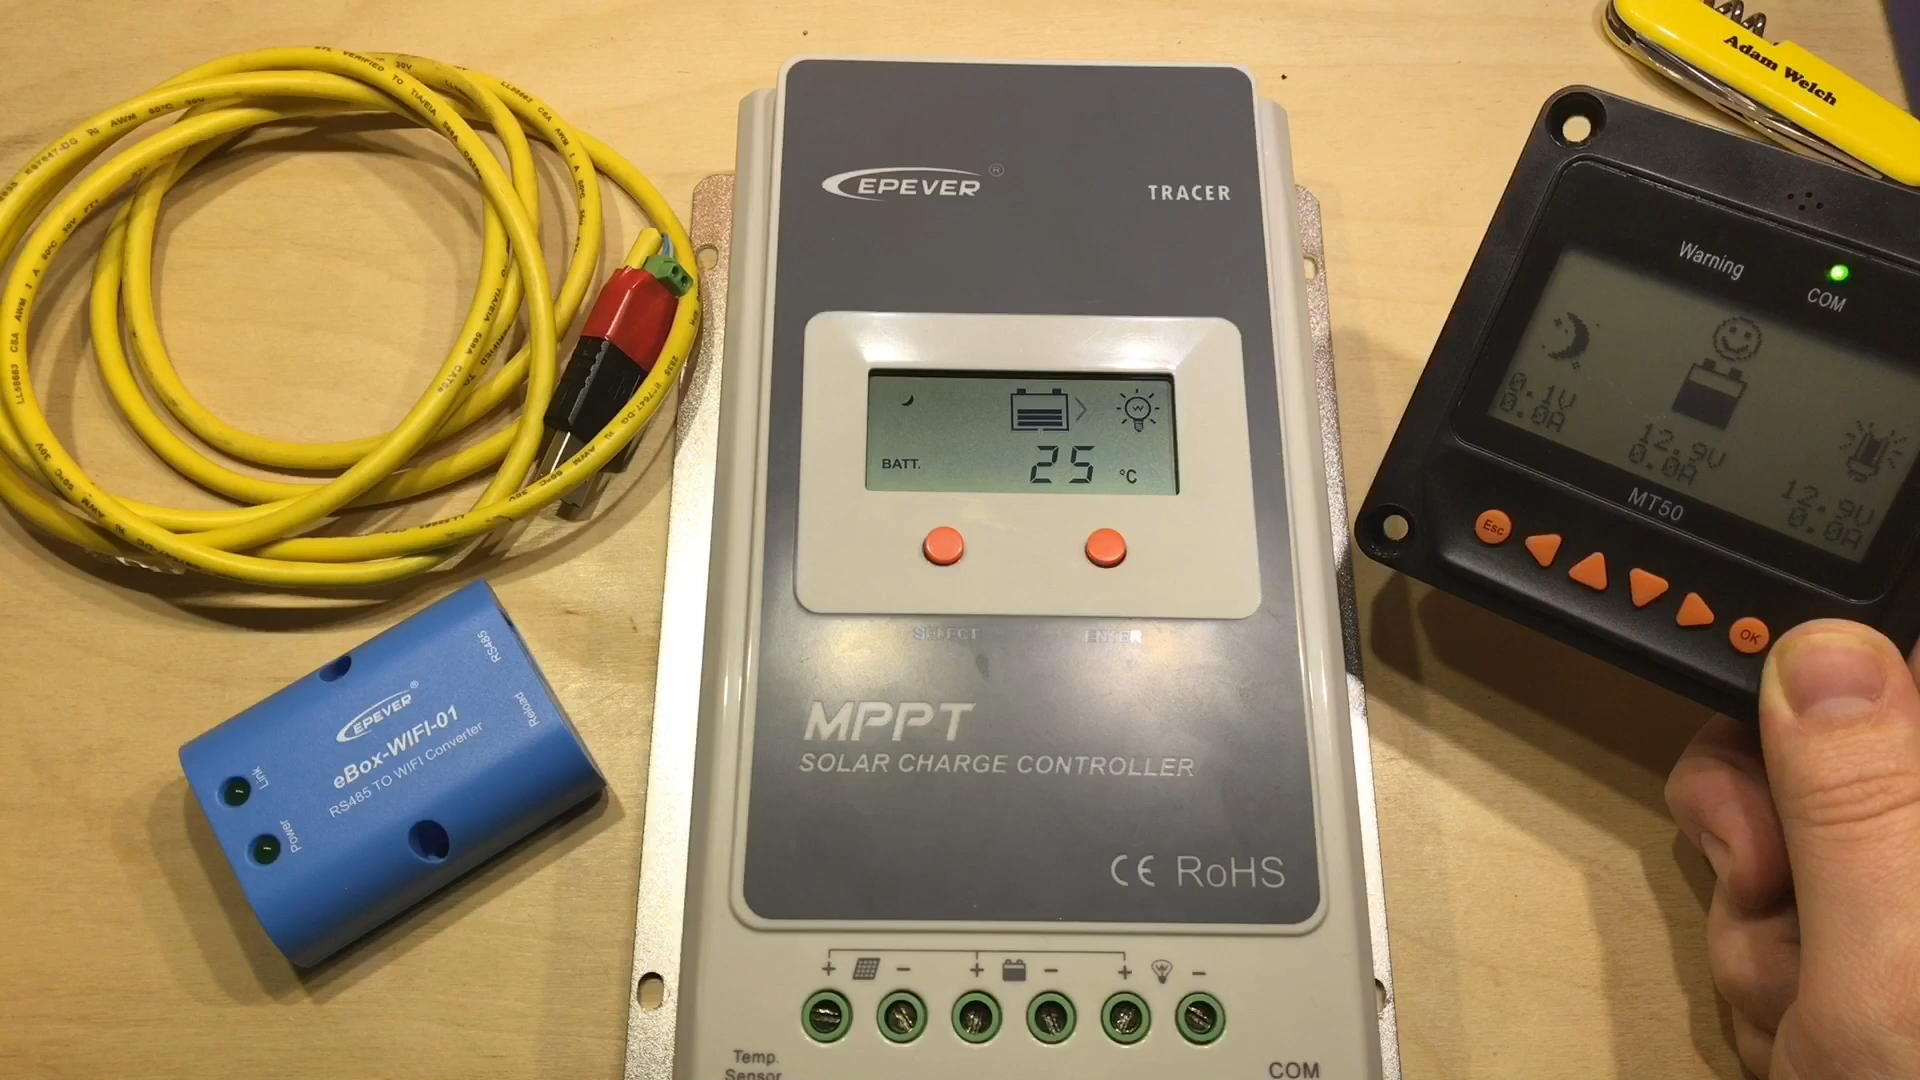 Adam Welch
EPEVER ®
TRACER
BATT. 25 °C
SELECT ENTER
MPPT
SOLAR CHARGE CONTROLLER
CE RoHS
+ - + - + -
Temp. Sensor
COM
Warning
COM
0.1V
0.0A
12.9V
0.0A
12.9V
0.0A
MT50
Esc
OK
RS485
Reload
EPEVER ®
eBox-WIFI-01
RS485 TO WIFI Converter
Link
Power